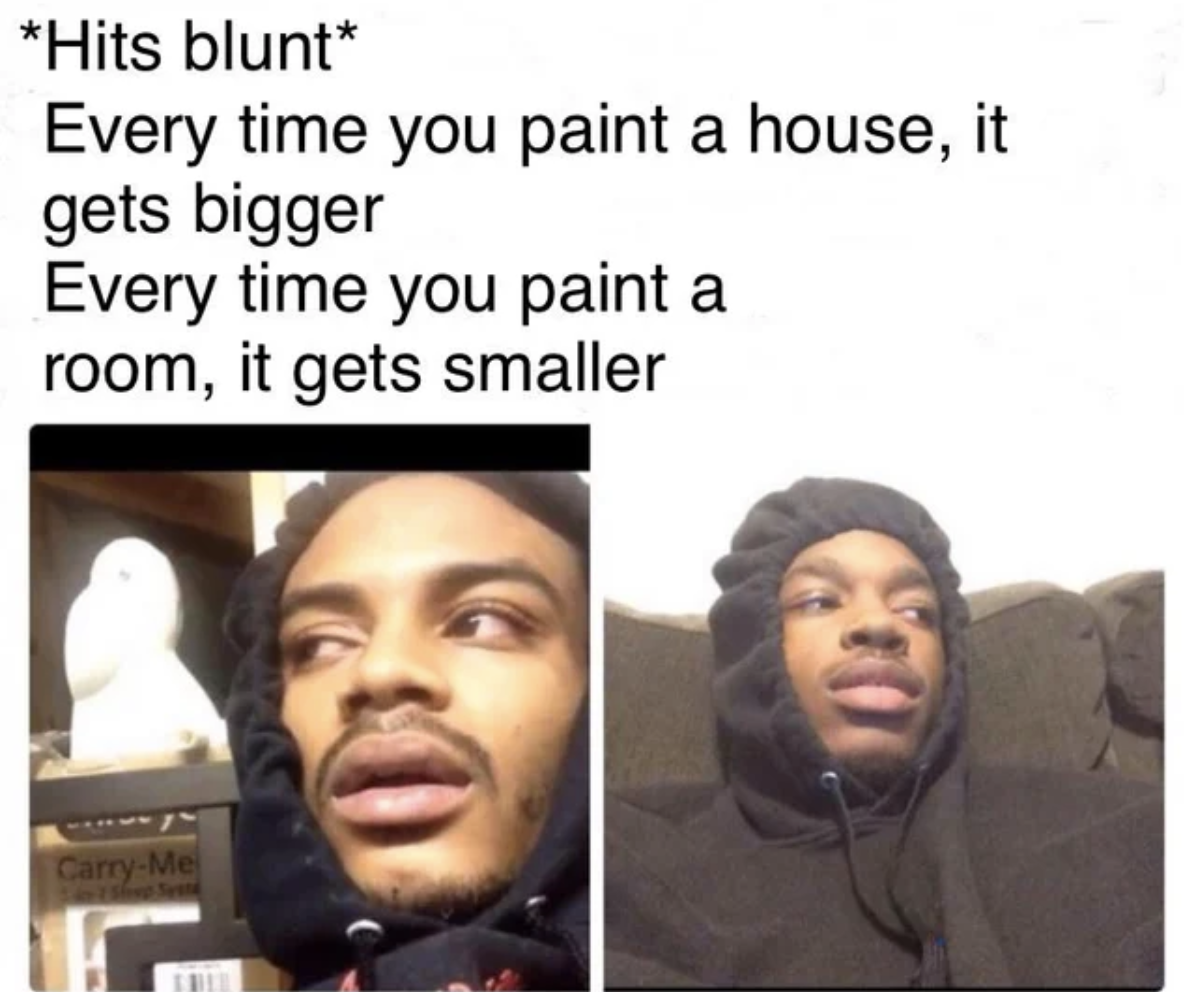 *Hits blunt*
Every time you paint a house, it
gets bigger
Every time you paint a
room, it gets smaller
Carry-Me